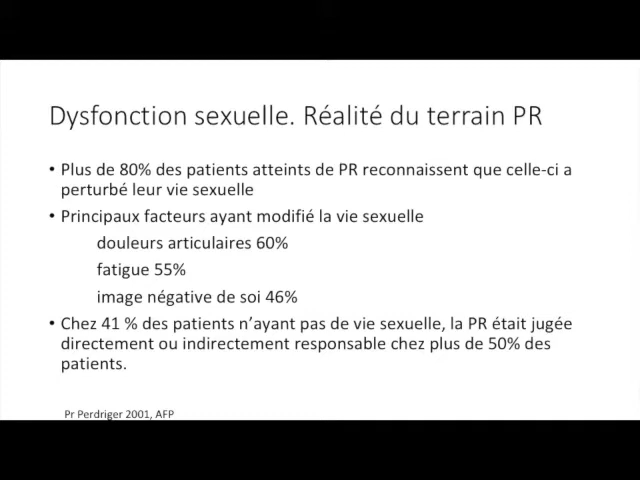 Dysfonction sexuelle. Réalité du terrain PR
• Plus de 80% des patients atteints de PR reconnaissent que celle-ci a
perturbé leur vie sexuelle
• Principaux facteurs ayant modifié la vie sexuelle
douleurs articulaires 60%
fatigue 55%
image négative de soi 46%
• Chez 41 % des patients n’ayant pas de vie sexuelle, la PR était jugée
directement ou indirectement responsable chez plus de 50% des
patients.
Pr Perdriger 2001, AFP